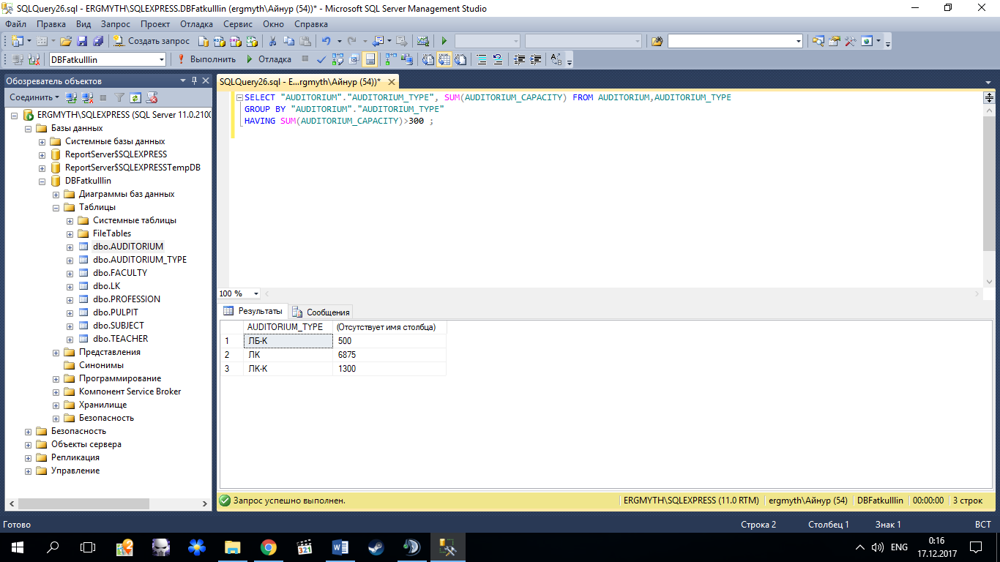 SQLQuery26.sql - ERGMYTH\SQLEXPRESS.DBFatkulllin (ergmyth\Айнур (54))* - Microsoft SQL Server Management Studio
Файл Правка Вид Запрос Проект Отладка Сервис Окно Справка
Создать запрос
DBFatkulllin Выполнить Отладка
Обозреватель объектов
Соединить
ERGMYTH\SQLEXPRESS (SQL Server 11.0.2100
Базы данных
Системные базы данных
ReportServer$SQLEXPRESS
ReportServer$SQLEXPRESSTempDB
DBFatkulllin
Диаграммы баз данных
Таблицы
Системные таблицы
FileTables
dbo.AUDITORIUM
dbo.AUDITORIUM_TYPE
dbo.FACULTY
dbo.LK
dbo.PROFESSION
dbo.PULPIT
dbo.SUBJECT
dbo.TEACHER
Представления
Синонимы
Программирование
Компонент Service Broker
Хранилище
Безопасность
Безопасность
Объекты сервера
Репликация
Управление
SQLQuery26.sql - E...rgmyth\Айнур (54))*
SELECT "AUDITORIUM"."AUDITORIUM_TYPE", SUM(AUDITORIUM_CAPACITY) FROM AUDITORIUM,AUDITORIUM_TYPE
GROUP BY "AUDITORIUM"."AUDITORIUM_TYPE"
HAVING SUM(AUDITORIUM_CAPACITY)>300 ;
100 %
Результаты Сообщения
AUDITORIUM_TYPE (Отсутствует имя столбца)
1 ЛБ-К 500
2 ЛК 6875
3 ЛК-К 1300
Запрос успешно выполнен. ERGMYTH\SQLEXPRESS (11.0 RTM) ergmyth\Айнур (54) DBFatkulllin 00:00:00 3 строк
Готово Строка 2 Столбец 1 Знак 1 ВСТ
321
ENG
0:16
17.12.2017